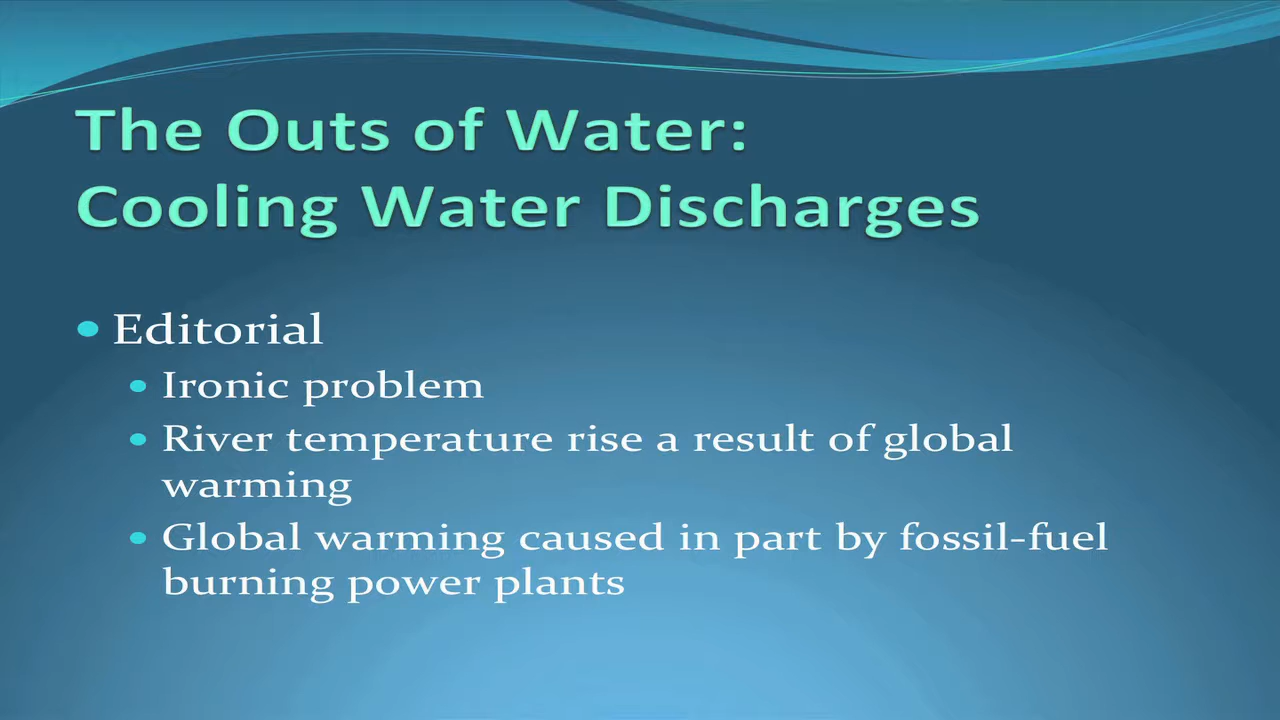 The Outs of Water:
Cooling Water Discharges
• Editorial
• Ironic problem
• River temperature rise a result of global
warming
• Global warming caused in part by fossil-fuel
burning power plants